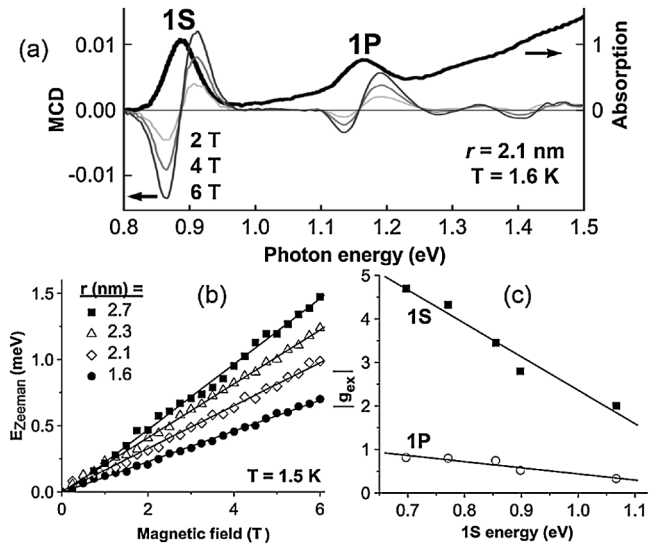 (a)
1S
1P
0.01
0.00
-0.01
MCD
1
0
Absorption
2 T
4 T
6 T
r = 2.1 nm
T = 1.6 K
0.8 0.9 1.0 1.1 1.2 1.3 1.4 1.5
Photon energy (eV)
(b)
r (nm) =
2.7
2.3
2.1
1.6
1.5
1.0
0.5
0.0
E_Zeeman (meV)
T = 1.5 K
0 2 4 6
Magnetic field (T)
(c)
5
4
3
2
1
0
|g_ex|
1S
1P
0.7 0.8 0.9 1.0 1.1
1S energy (eV)